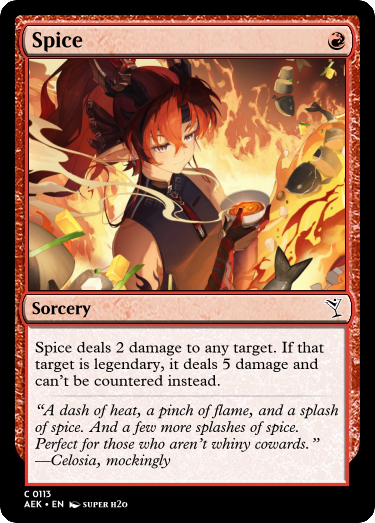 Spice
Sorcery
Spice deals 2 damage to any target. If that
target is legendary, it deals 5 damage and
can't be countered instead.
“A dash of heat, a pinch of flame, and a splash
of spice. And a few more splashes of spice.
Perfect for those who aren't whiny cowards.”
—Celosia, mockingly
C 0113
AEK • EN SUPER H2O